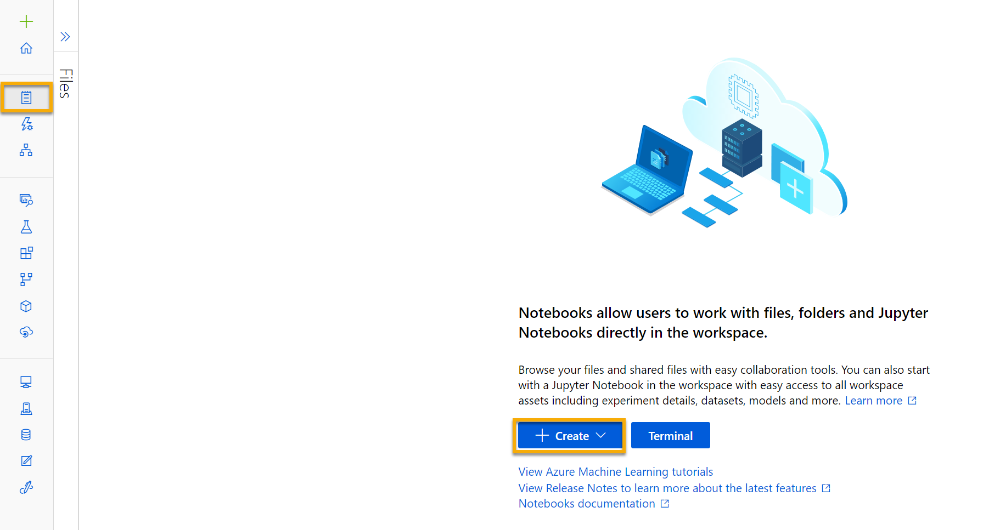 Files
Notebooks allow users to work with files, folders and Jupyter
Notebooks directly in the workspace.
Browse your files and shared files with easy collaboration tools. You can also start
with a Jupyter Notebook in the workspace with easy access to all workspace
assets including experiment details, datasets, models and more. Learn more
Create
Terminal
View Azure Machine Learning tutorials
View Release Notes to learn more about the latest features
Notebooks documentation